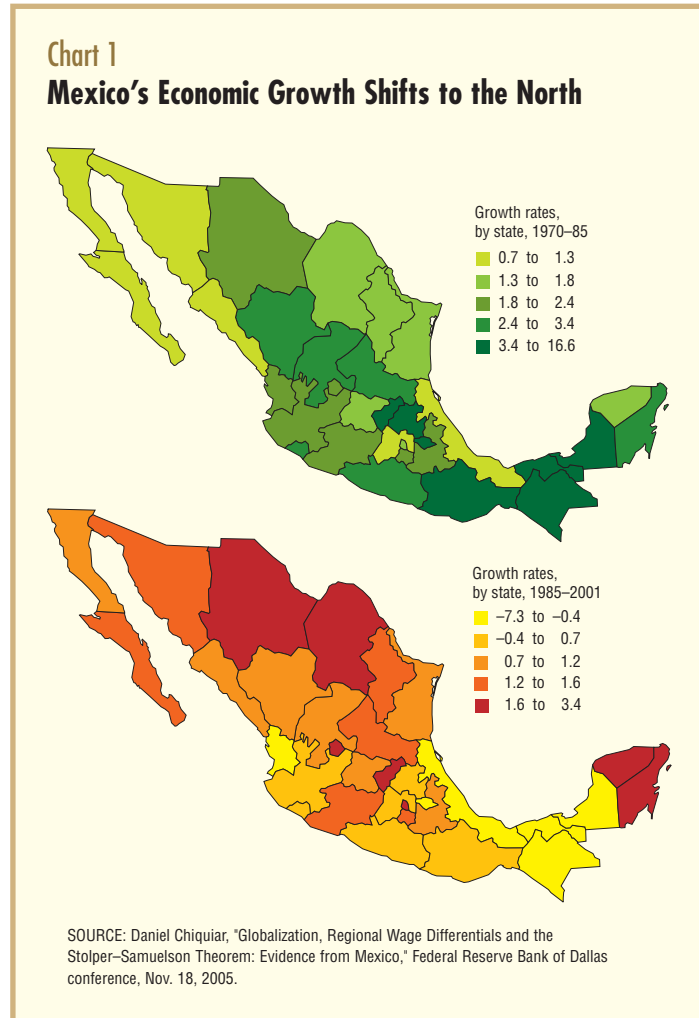 Chart 1
Mexico's Economic Growth Shifts to the North
Growth rates,
by state, 1970–85
0.7 to 1.3
1.3 to 1.8
1.8 to 2.4
2.4 to 3.4
3.4 to 16.6
Growth rates,
by state, 1985–2001
–7.3 to –0.4
–0.4 to 0.7
0.7 to 1.2
1.2 to 1.6
1.6 to 3.4
SOURCE: Daniel Chiquiar, "Globalization, Regional Wage Differentials and the
Stolper–Samuelson Theorem: Evidence from Mexico," Federal Reserve Bank of Dallas
conference, Nov. 18, 2005.